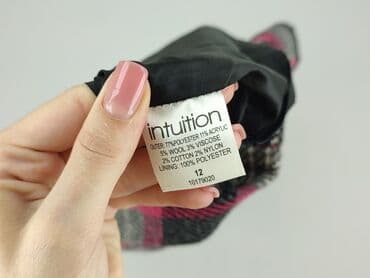 intuition
OUTER: 77%POLYESTER 11% ACRYLIC
5% WOOL 3% VISCOSE
2% COTTON 2% NYLON
LINING: 100% POLYESTER
12
10179020